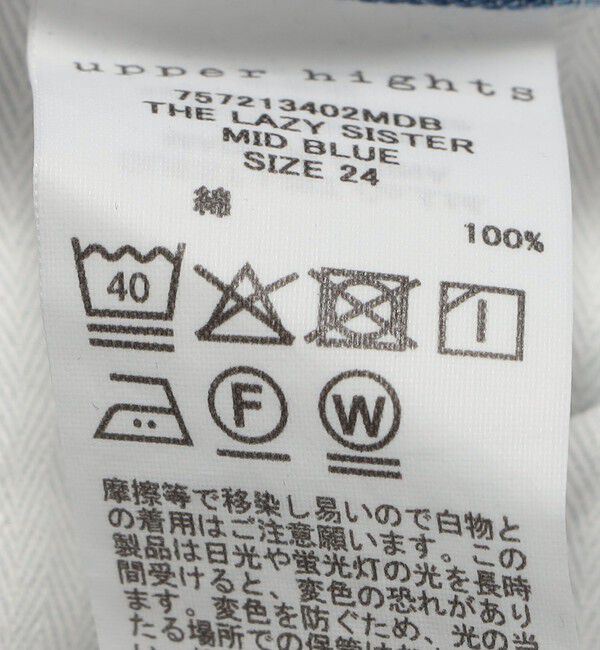 upper hights
757213402MDB
THE LAZY SISTER
MID BLUE
SIZE 24
綿
100%
40
F
W
摩擦等で移染し易いので白物と
の着用はご注意願います。この
製品は日光や蛍光灯の光を長時
間受けると、変色の恐れがあり
ます。変色を防ぐため、光の当
たる場所での保管は